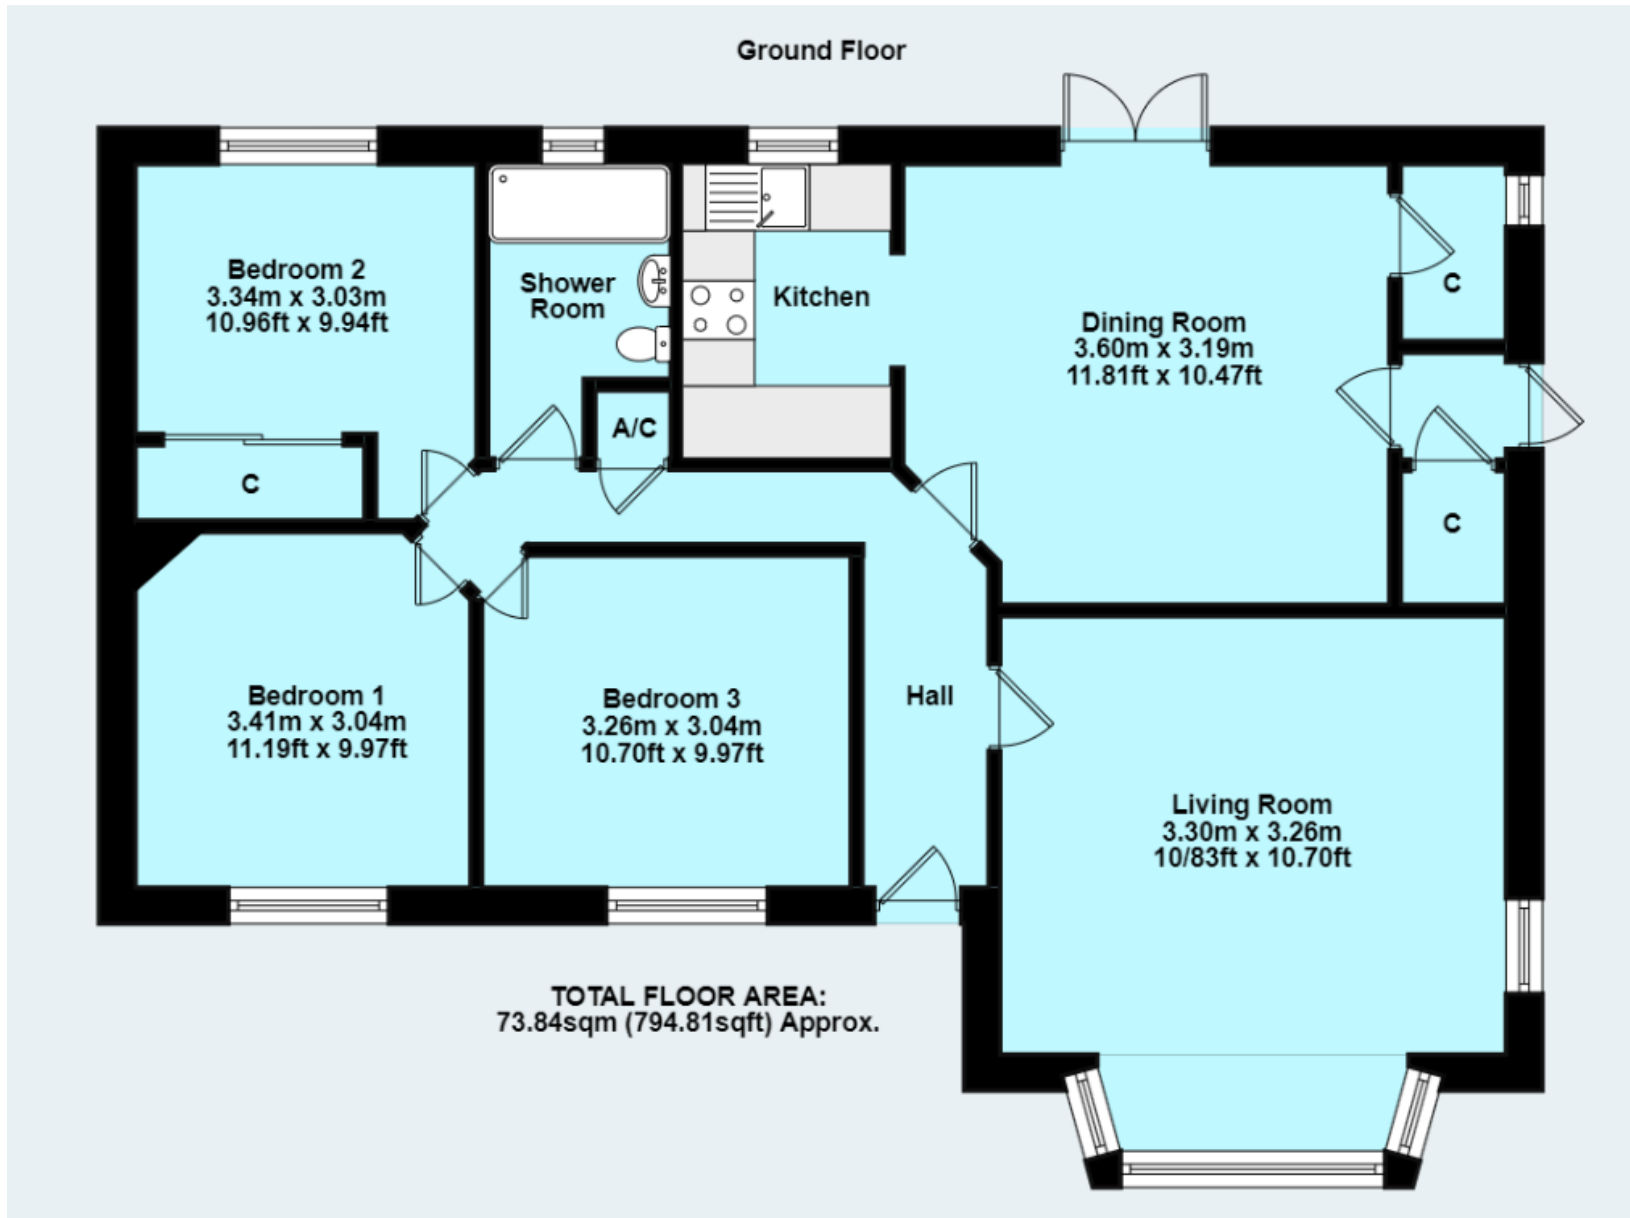 Ground Floor
Bedroom 2
3.34m x 3.03m
10.96ft x 9.94ft
Shower
Room
Kitchen
Dining Room
3.60m x 3.19m
11.81ft x 10.47ft
C
A/C
C
C
Bedroom 1
3.41m x 3.04m
11.19ft x 9.97ft
Bedroom 3
3.26m x 3.04m
10.70ft x 9.97ft
Hall
Living Room
3.30m x 3.26m
10/83ft x 10.70ft
TOTAL FLOOR AREA:
73.84sqm (794.81sqft) Approx.